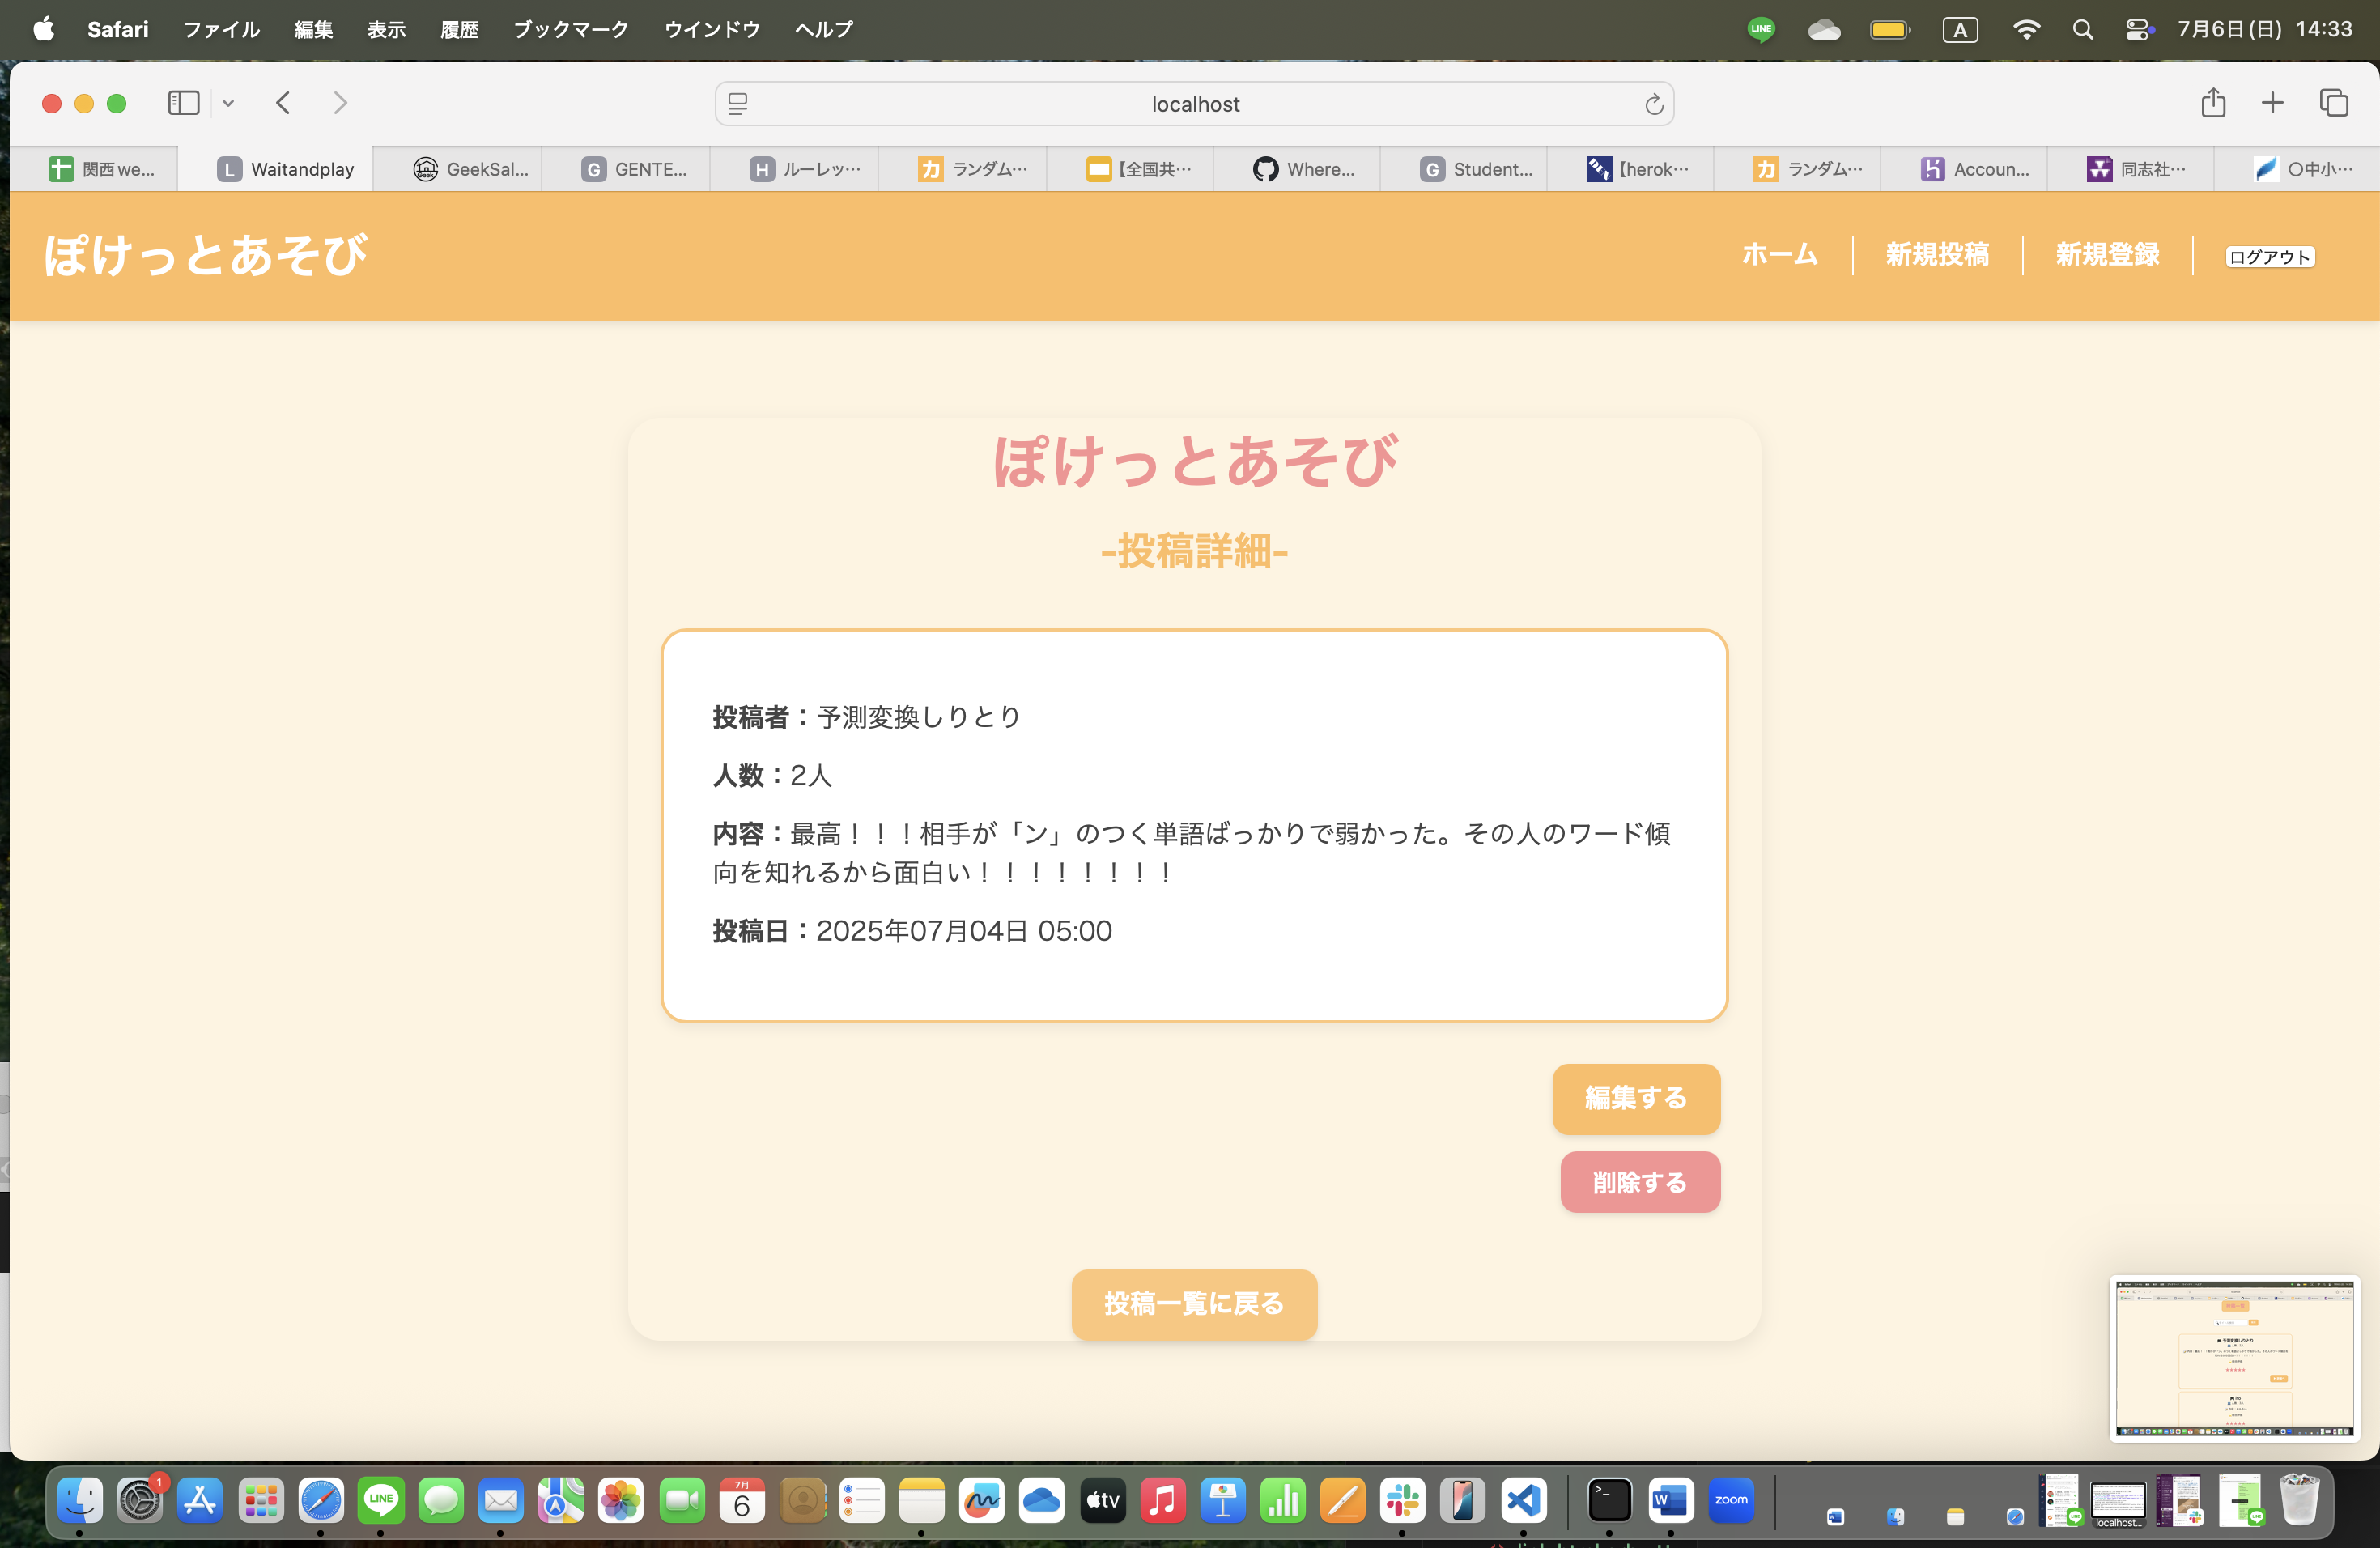 Safari ファイル 編集 表示 履歴 ブックマーク ウインドウ ヘルプ LINE A 7月6日(日) 14:33
localhost
関西we... L Waitandplay GeekSal... G GENTE... H ルーレッ… カ ランダム… 【全国共… Where... G Student... 【herok… カ ランダム… Accoun... 同志社… 〇中小…
ぽけっとあそび ホーム 新規投稿 新規登録 ログアウト
ぽけっとあそび
-投稿詳細-
投稿者：予測変換しりとり
人数：2人
内容：最高！！！相手が「ン」のつく単語ばっかりで弱かった。その人のワード傾
向を知れるから面白い！！！！！！！！
投稿日：2025年07月04日 05:00
編集する
削除する
投稿一覧に戻る
1 LINE 7月 6 tv >_ W zoom localhost...